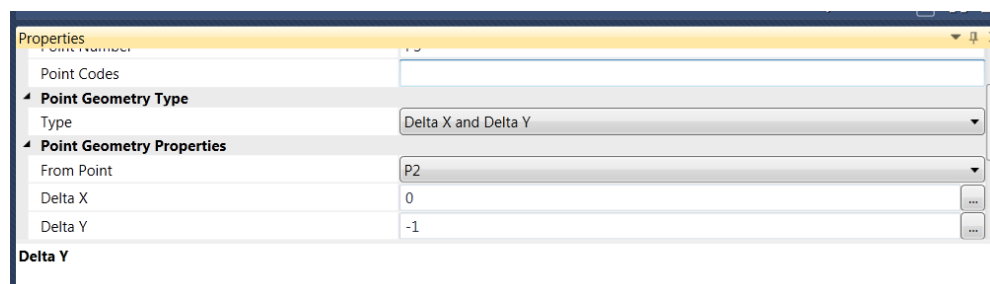 Properties
Point Codes
Point Geometry Type
Type Delta X and Delta Y
Point Geometry Properties
From Point P2
Delta X 0 ...
Delta Y -1 ...
Delta Y